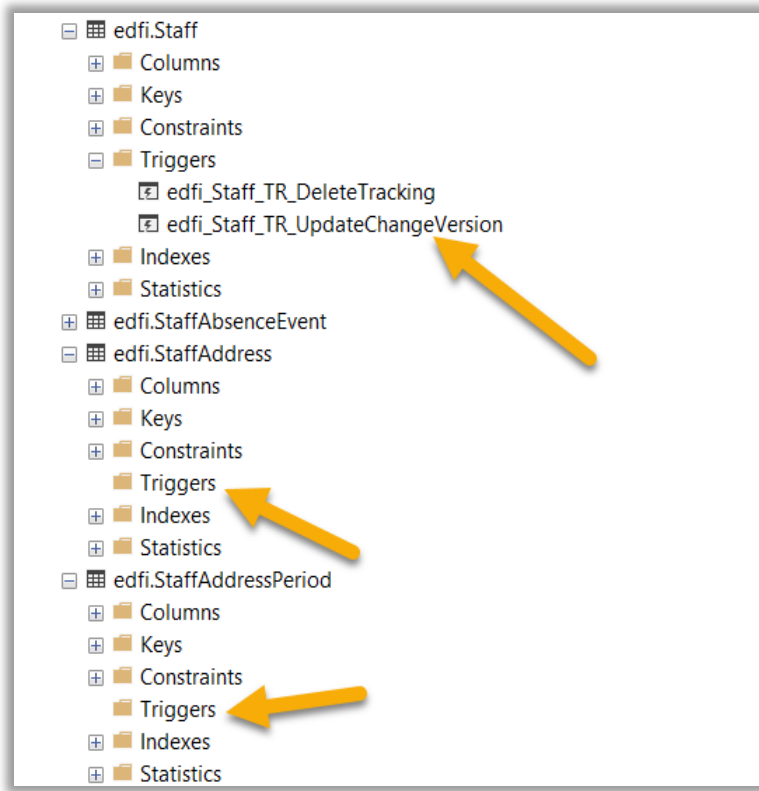 edfi.Staff
Columns
Keys
Constraints
Triggers
edfi_Staff_TR_DeleteTracking
edfi_Staff_TR_UpdateChangeVersion
Indexes
Statistics
edfi.StaffAbsenceEvent
edfi.StaffAddress
Columns
Keys
Constraints
Triggers
Indexes
Statistics
edfi.StaffAddressPeriod
Columns
Keys
Constraints
Triggers
Indexes
Statistics